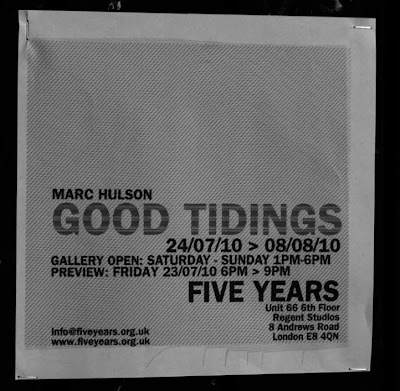 MARC HULSON
GOOD TIDINGS
24/07/10 > 08/08/10
GALLERY OPEN: SATURDAY - SUNDAY 1PM-6PM
PREVIEW: FRIDAY 23/07/10 6PM > 9PM
FIVE YEARS
Unit 66 6th Floor
Regent Studios
8 Andrews Road
London E8 4QN
info@fiveyears.org.uk
www.fiveyears.org.uk